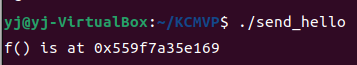 yj@yj-VirtualBox:~/KCMVP$ ./send_hello
f() is at 0x559f7a35e169